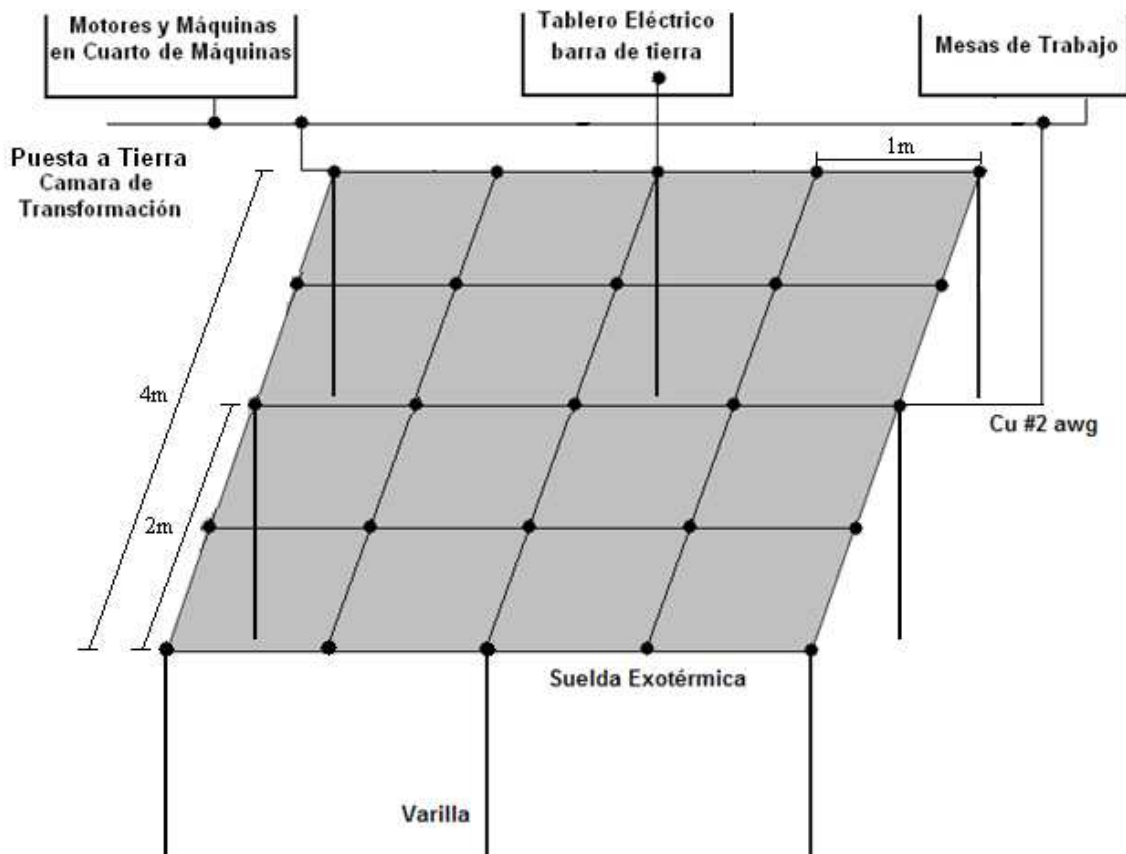 Motores y Máquinas
en Cuarto de Máquinas
Tablero Eléctrico
barra de tierra
Mesas de Trabajo
Puesta a Tierra
Camara de
Transformación
1m
4m
2m
Cu #2 awg
Suelda Exotérmica
Varilla